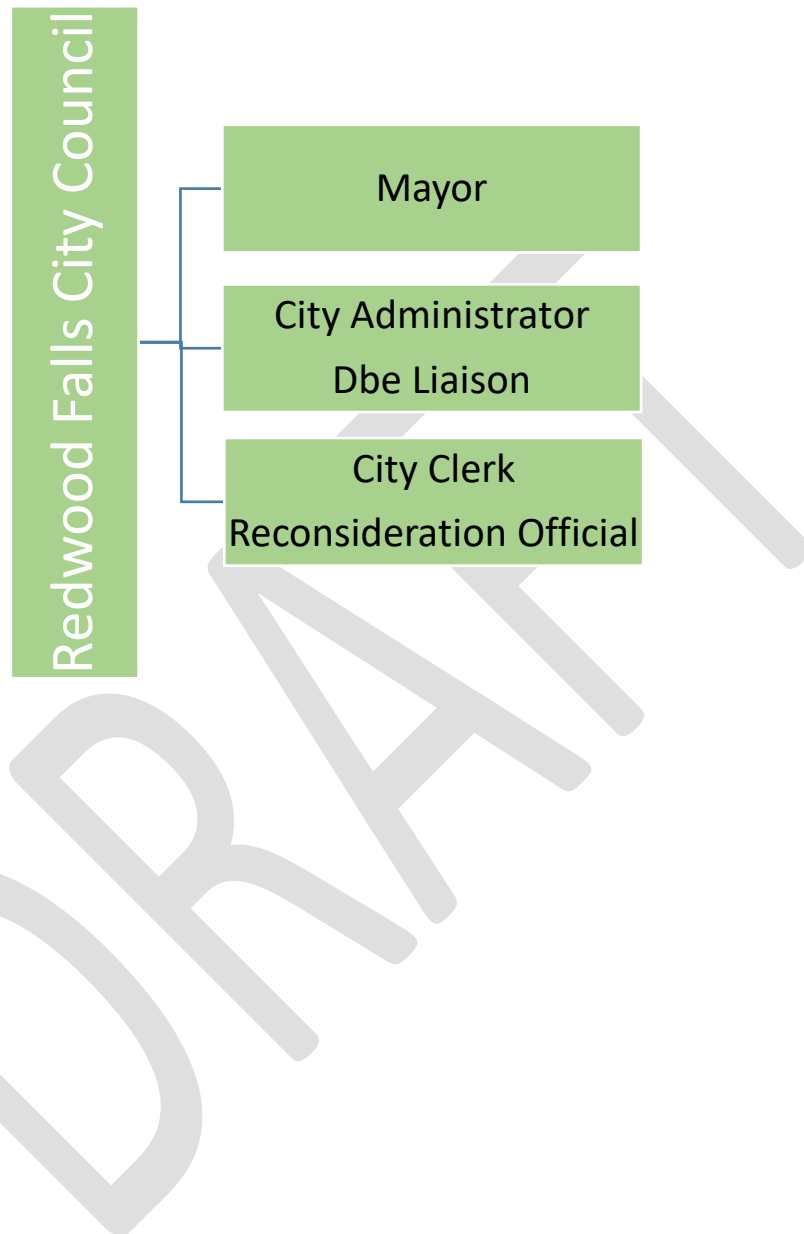 Redwood Falls City Council
Mayor
City Administrator
Dbe Liaison
City Clerk
Reconsideration Official
DRAFT